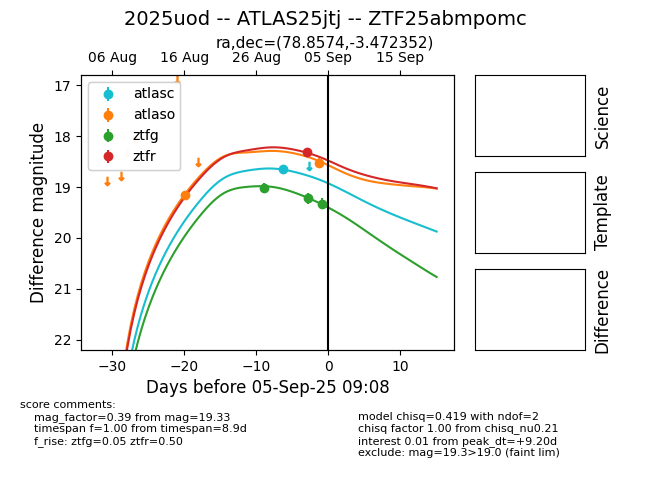 2025uod -- ATLAS25jtj -- ZTF25abmpomc
ra,dec=(78.8574,-3.472352)
06 Aug 16 Aug 26 Aug 05 Sep 15 Sep
17
18
19
20
21
22
Difference magnitude
atlasc
atlaso
ztfg
ztfr
−30 −20 −10 0 10
Days before 05-Sep-25 09:08
Science
Template
Difference
score comments:
mag_factor=0.39 from mag=19.33
timespan f=1.00 from timespan=8.9d
f_rise: ztfg=0.05 ztfr=0.50
model chisq=0.419 with ndof=2
chisq factor 1.00 from chisq_nu0.21
interest 0.01 from peak_dt=+9.20d
exclude: mag=19.3>19.0 (faint lim)